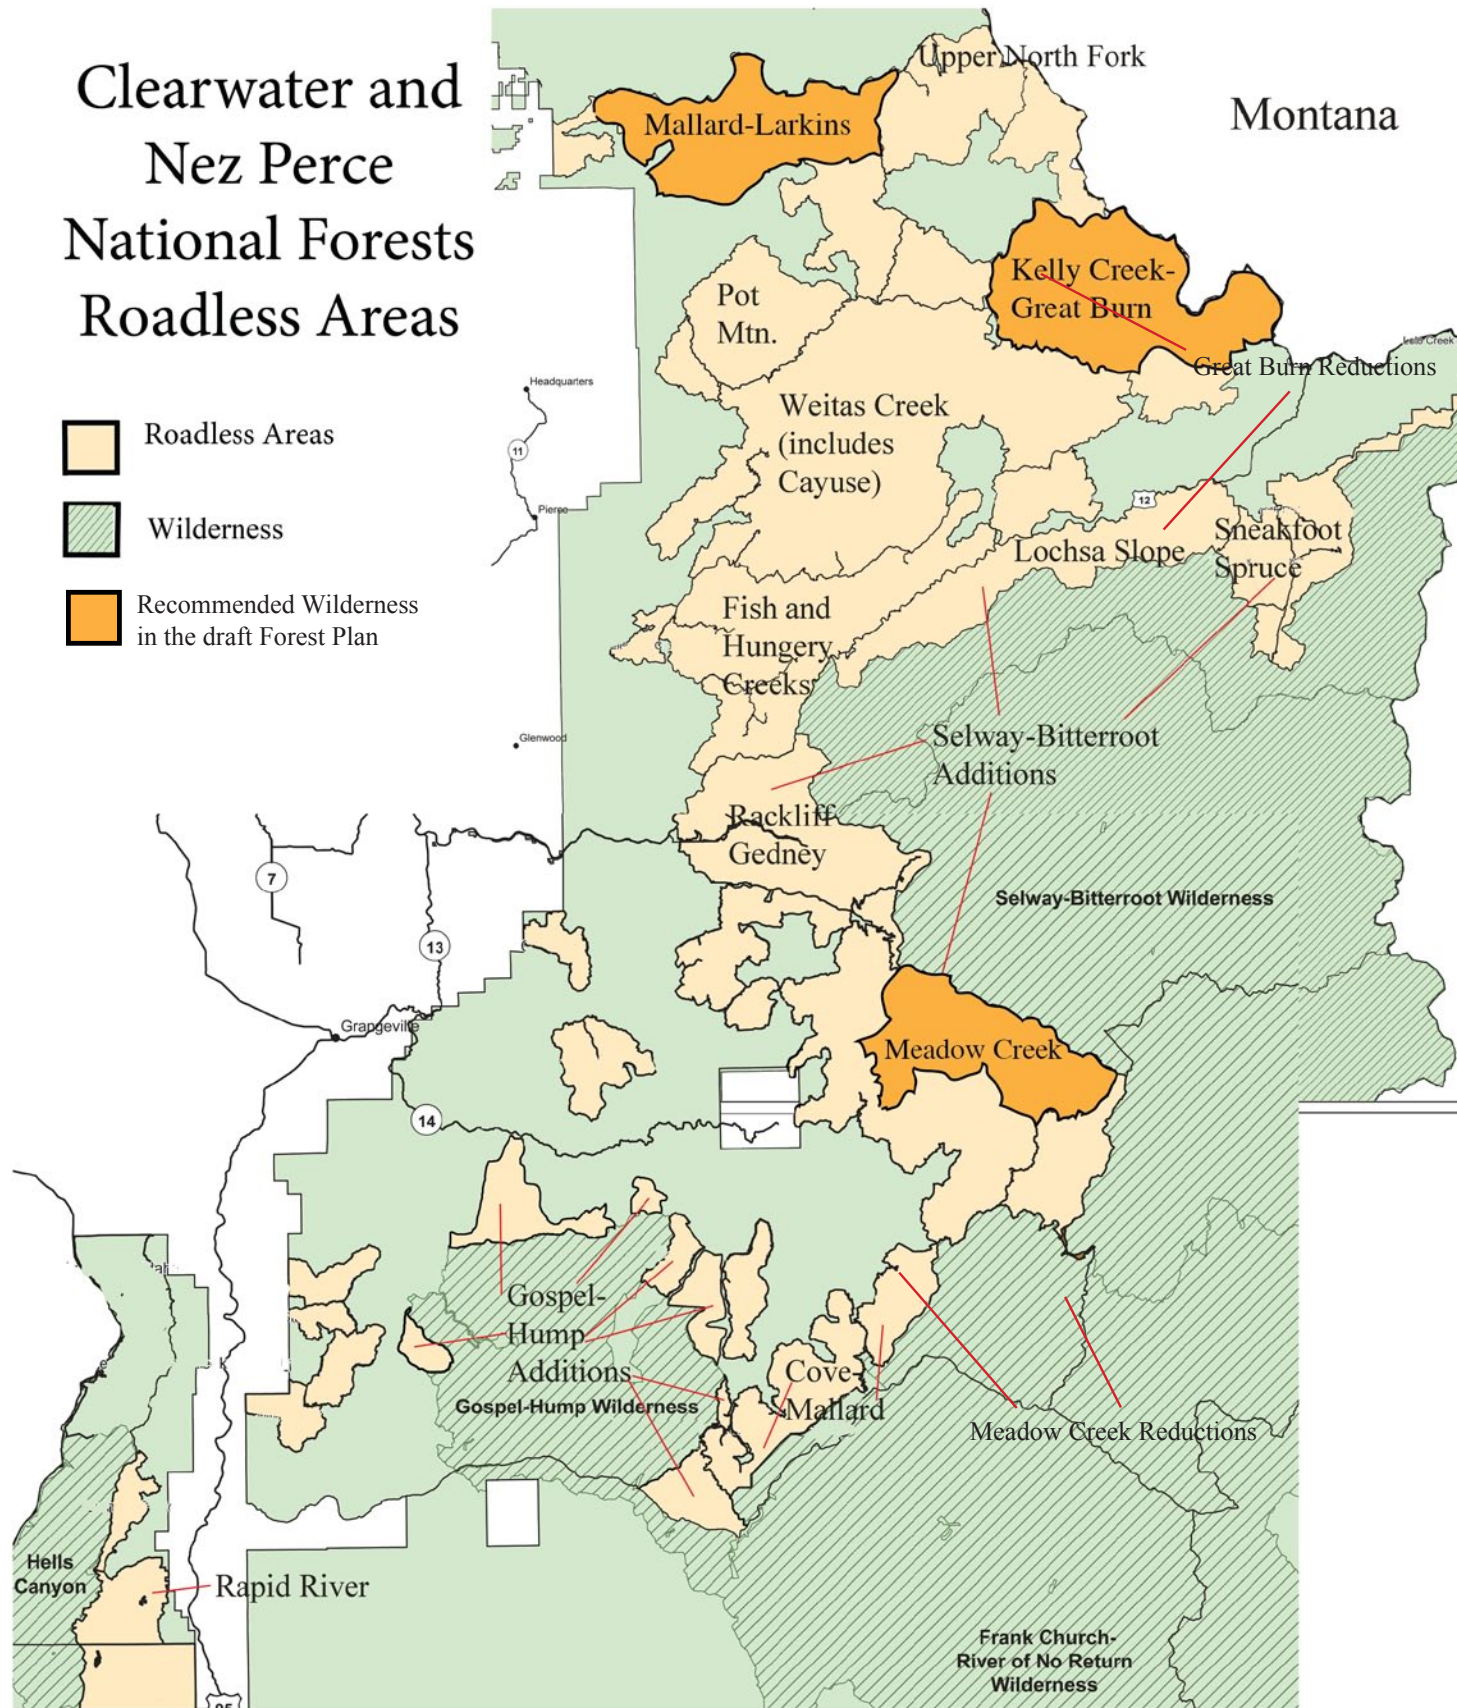 Clearwater and
Nez Perce
National Forests
Roadless Areas
Roadless Areas
Wilderness
Recommended Wilderness
in the draft Forest Plan
Upper North Fork
Montana
Mallard-Larkins
Kelly Creek-
Great Burn
Pot
Mtn.
Lolo Creek
Great Burn Reductions
Headquarters
11
Pierce
Weitas Creek
(includes
Cayuse)
12
Lochsa Slope
Sneakfoot
Spruce
Fish and
Hungery
Creeks
Glenwood
Selway-Bitterroot
Additions
Rackliff
Gedney
7
13
Selway-Bitterroot Wilderness
Grangeville
Meadow Creek
14
Gospel-
Hump
Additions
Gospel-Hump Wilderness
Cove-
Mallard
Meadow Creek Reductions
Hells
Canyon
Rapid River
Frank Church-
River of No Return
Wilderness
95